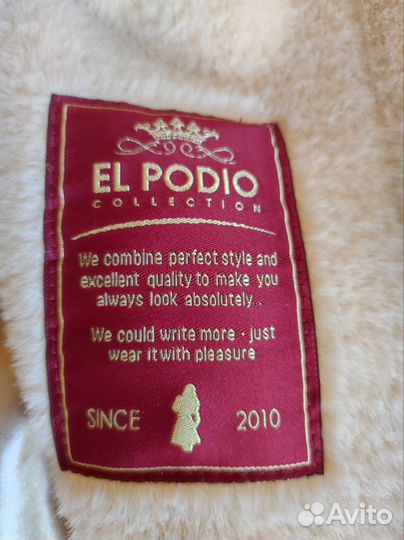 EL PODIO
COLLECTION
We combine perfect style and
excellent quality to make you
always look absolutely...
We could write more - just
wear it with pleasure
SINCE 2010
Avito